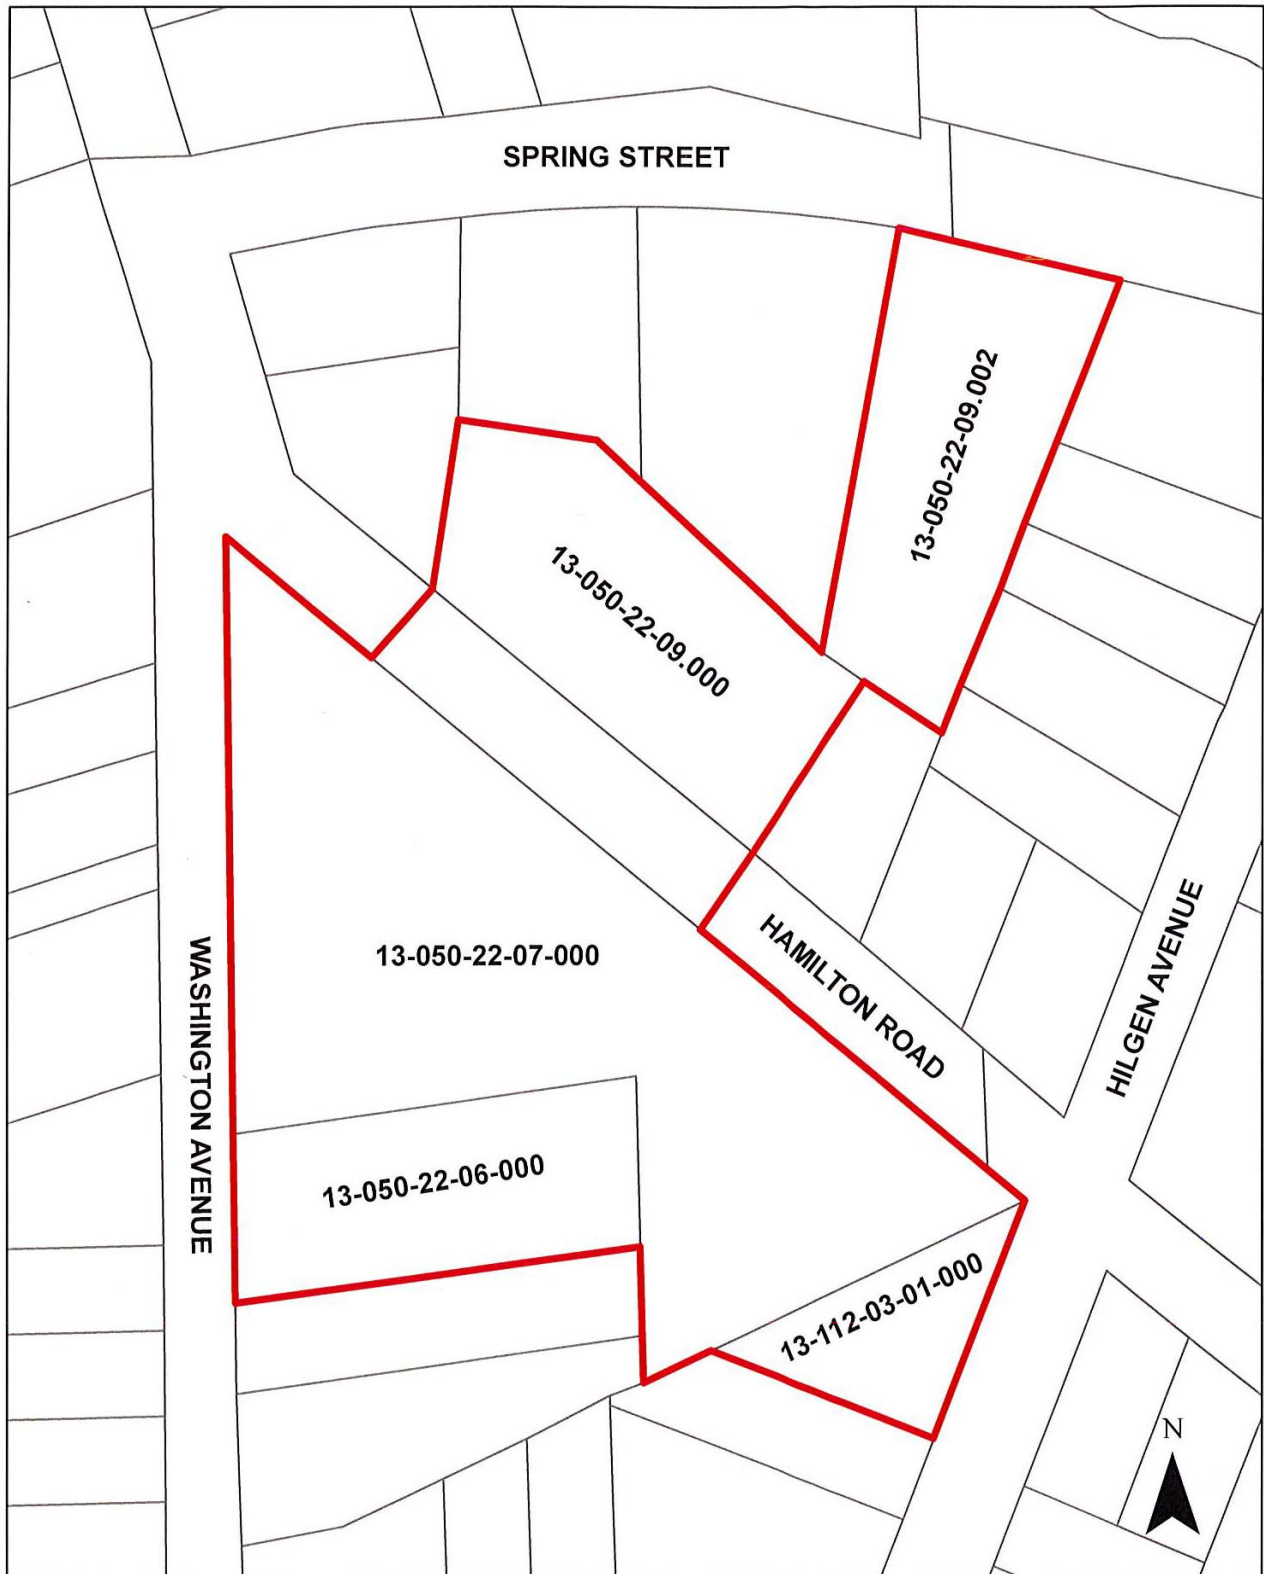 SPRING STREET
13-050-22-09.002
13-050-22-09.000
13-050-22-07-000
HAMILTON ROAD
HILGEN AVENUE
WASHINGTON AVENUE
13-050-22-06-000
13-112-03-01-000
N